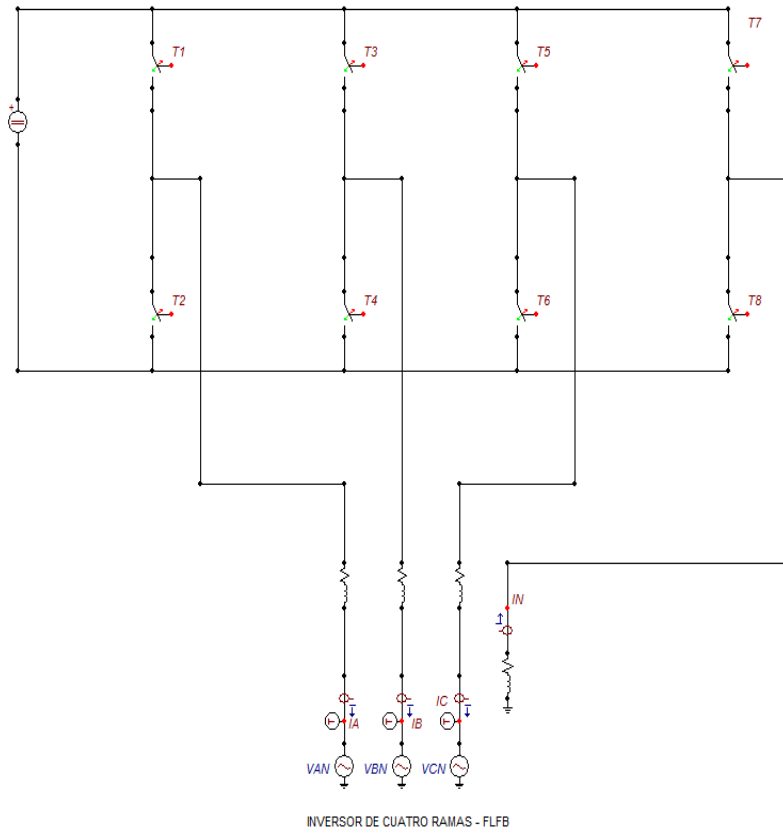 T1
T3
T5
T7
T2
T4
T6
T8
IN
IC
IA
IB
VAN
VBN
VCN
INVERSOR DE CUATRO RAMAS - FLFB